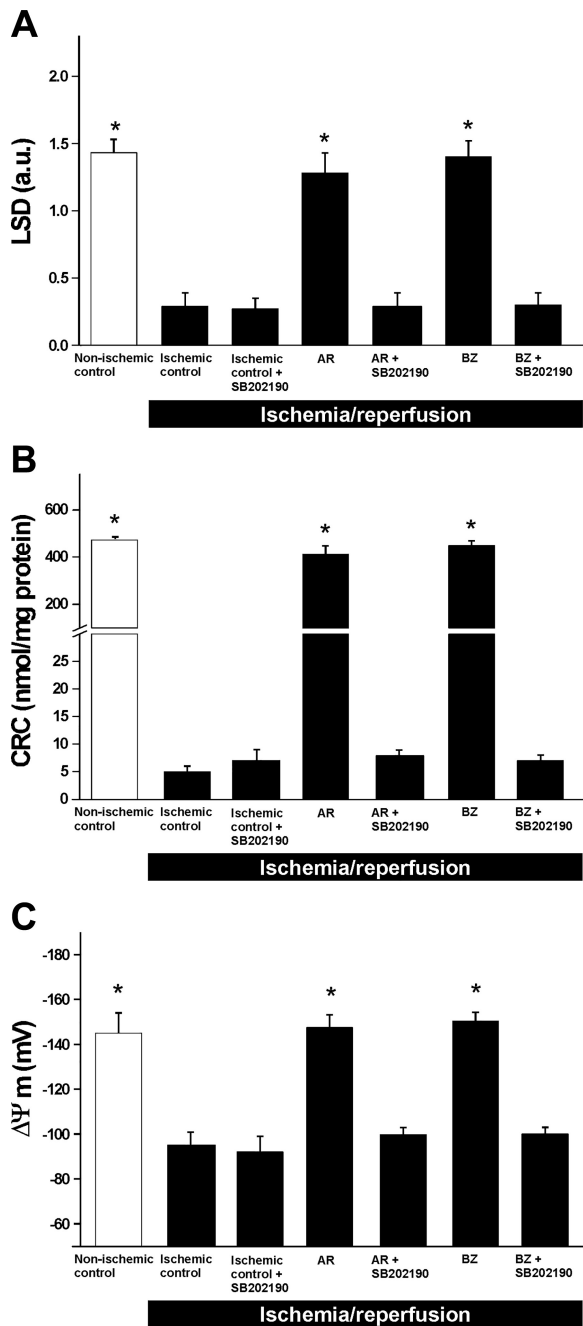 A
LSD (a.u.)
2.0
1.5
1.0
0.5
0.0
*
*
*
Non-ischemic
control
Ischemic
control
Ischemic
control +
SB202190
AR
AR +
SB202190
BZ
BZ +
SB202190
Ischemia/reperfusion
B
CRC (nmol/mg protein)
600
400
200
25
20
15
10
5
0
*
*
*
Non-ischemic
control
Ischemic
control
Ischemic
control +
SB202190
AR
AR +
SB202190
BZ
BZ +
SB202190
Ischemia/reperfusion
C
ΔΨ m (mV)
-180
-160
-140
-120
-100
-80
-60
*
*
*
Non-ischemic
control
Ischemic
control
Ischemic
control +
SB202190
AR
AR +
SB202190
BZ
BZ +
SB202190
Ischemia/reperfusion